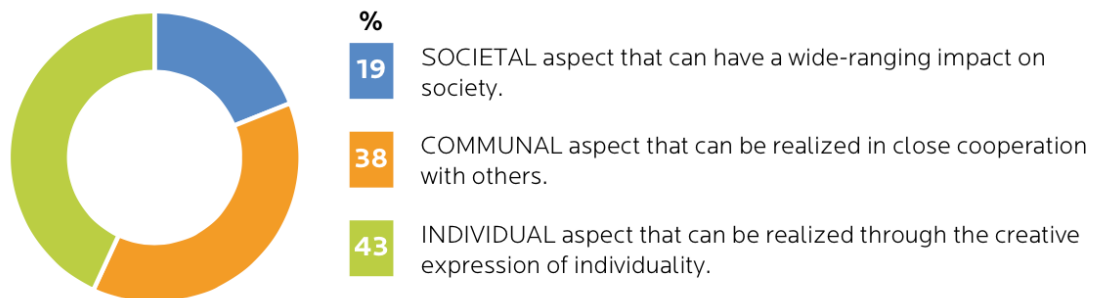 %
19 SOCIETAL aspect that can have a wide-ranging impact on
society.
38 COMMUNAL aspect that can be realized in close cooperation
with others.
43 INDIVIDUAL aspect that can be realized through the creative
expression of individuality.